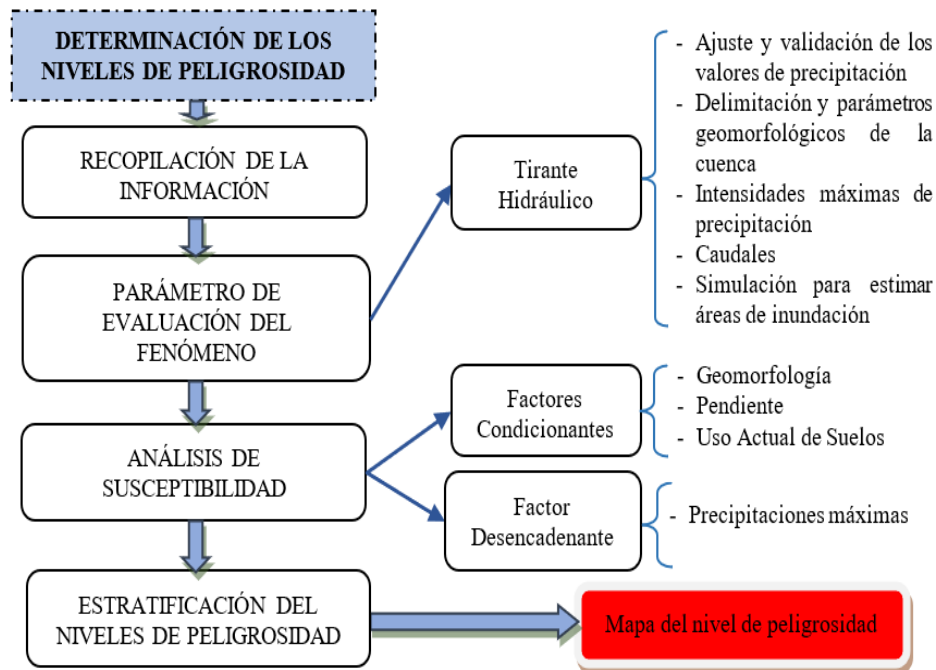 DETERMINACIÓN DE LOS
NIVELES DE PELIGROSIDAD
RECOPILACIÓN DE LA
INFORMACIÓN
PARÁMETRO DE
EVALUACIÓN DEL
FENÓMENO
Tirante
Hidráulico
- Ajuste y validación de los
valores de precipitación
- Delimitación y parámetros
geomorfológicos de la
cuenca
- Intensidades máximas de
precipitación
- Caudales
- Simulación para estimar
áreas de inundación
ANÁLISIS DE
SUSCEPTIBILIDAD
Factores
Condicionantes
- Geomorfología
- Pendiente
- Uso Actual de Suelos
Factor
Desencadenante
- Precipitaciones máximas
ESTRATIFICACIÓN DEL
NIVELES DE PELIGROSIDAD
Mapa del nivel de peligrosidad